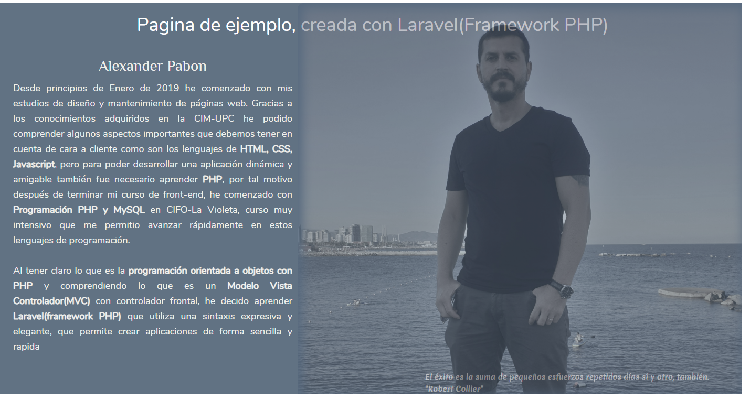 Pagina de ejemplo, creada con Laravel(Framework PHP)
Alexander Pabon
Desde principios de Enero de 2019 he comenzado con mis
estudios de diseño y mantenimiento de páginas web. Gracias a
los conocimientos adquiridos en la CIM-UPC he podido
comprender algunos aspectos importantes que debemos tener en
cuenta de cara a cliente como son los lenguajes de HTML, CSS,
Javascript, pero para poder desarrollar una aplicación dinámica y
amigable también fue necesario aprender PHP, por tal motivo
después de terminar mi curso de front-end, he comenzado con
Programación PHP y MySQL en CIFO-La Violeta, curso muy
intensivo que me permitio avanzar rápidamente en estos
lenguajes de programación.
Al tener claro lo que es la programación orientada a objetos con
PHP y comprendiendo lo que es un Modelo Vista
Controlador(MVC) con controlador frontal, he decido aprender
Laravel(framework PHP) que utiliza una sintaxis expresiva y
elegante, que permite crear aplicaciones de forma sencilla y
rapida
El éxito es la suma de pequeños esfuerzos repetidos días si y otro, también.
"Robert Collier"